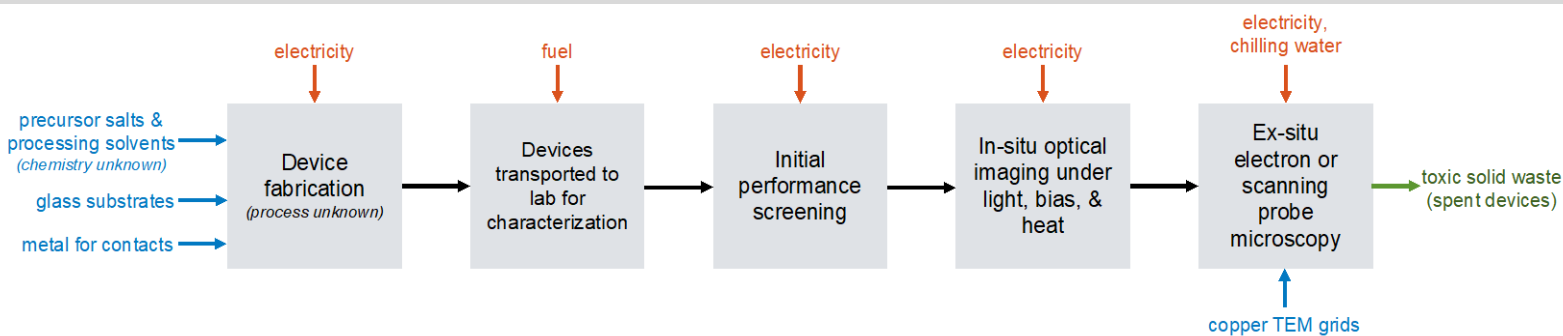 electricity
fuel
electricity
electricity
electricity,
chilling water
precursor salts &
processing solvents
(chemistry unknown)
glass substrates
metal for contacts
Device
fabrication
(process unknown)
Devices
transported to
lab for
characterization
Initial
performance
screening
In-situ optical
imaging under
light, bias, &
heat
Ex-situ
electron or
scanning
probe
microscopy
toxic solid waste
(spent devices)
copper TEM grids